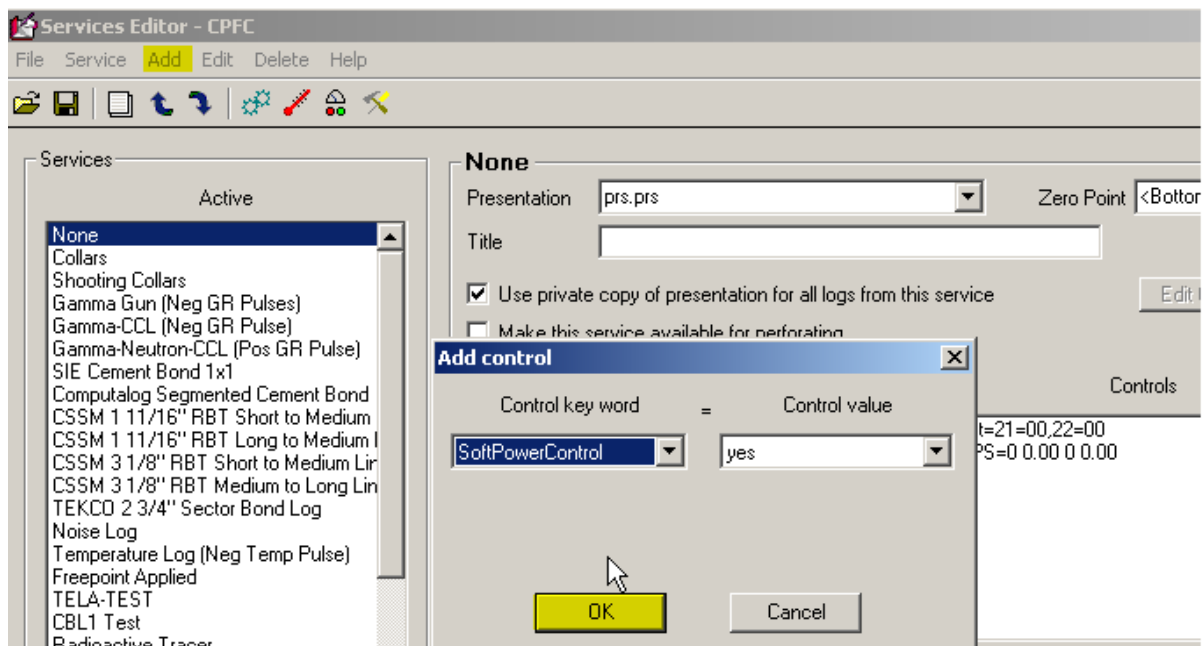 Services Editor - CPFC
File Service Add Edit Delete Help
Services
Active
None
Collars
Shooting Collars
Gamma Gun (Neg GR Pulses)
Gamma-CCL (Neg GR Pulse)
Gamma-Neutron-CCL (Pos GR Pulse)
SIE Cement Bond 1x1
Computalog Segmented Cement Bond
CSSM 1 11/16" RBT Short to Medium
CSSM 1 11/16" RBT Long to Medium
CSSM 3 1/8" RBT Short to Medium Lin
CSSM 3 1/8" RBT Medium to Long Lin
TEKCO 2 3/4" Sector Bond Log
Noise Log
Temperature Log (Neg Temp Pulse)
Freepoint Applied
TELA-TEST
CBL1 Test
Radioactive Tracer
None
Presentation prs.prs Zero Point <Bottor
Title
Use private copy of presentation for all logs from this service Edit
Make this service available for perforating
Controls
t=21=00,22=00
PS=0 0.00 0 0.00
Add control
Control key word = Control value
SoftPowerControl yes
OK Cancel